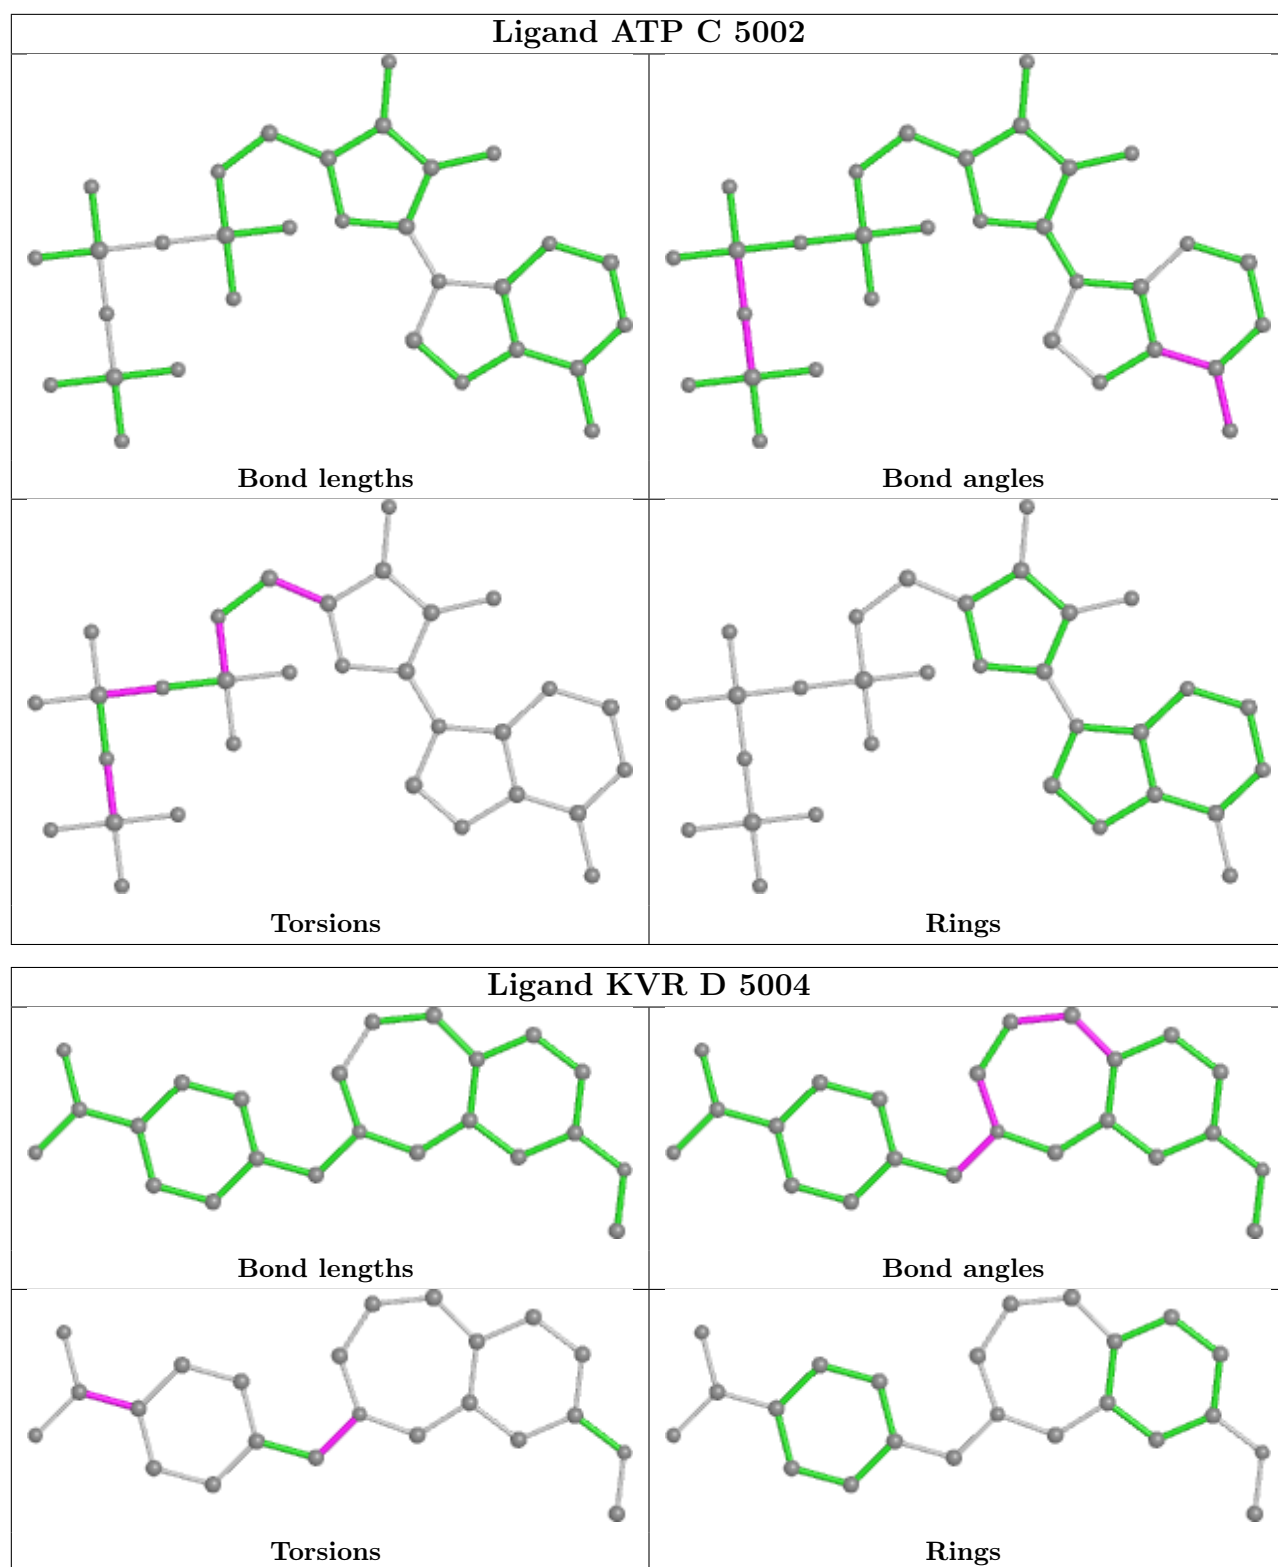 Ligand ATP C 5002
Bond lengths
Bond angles
Torsions
Rings
Ligand KVR D 5004
Bond lengths
Bond angles
Torsions
Rings